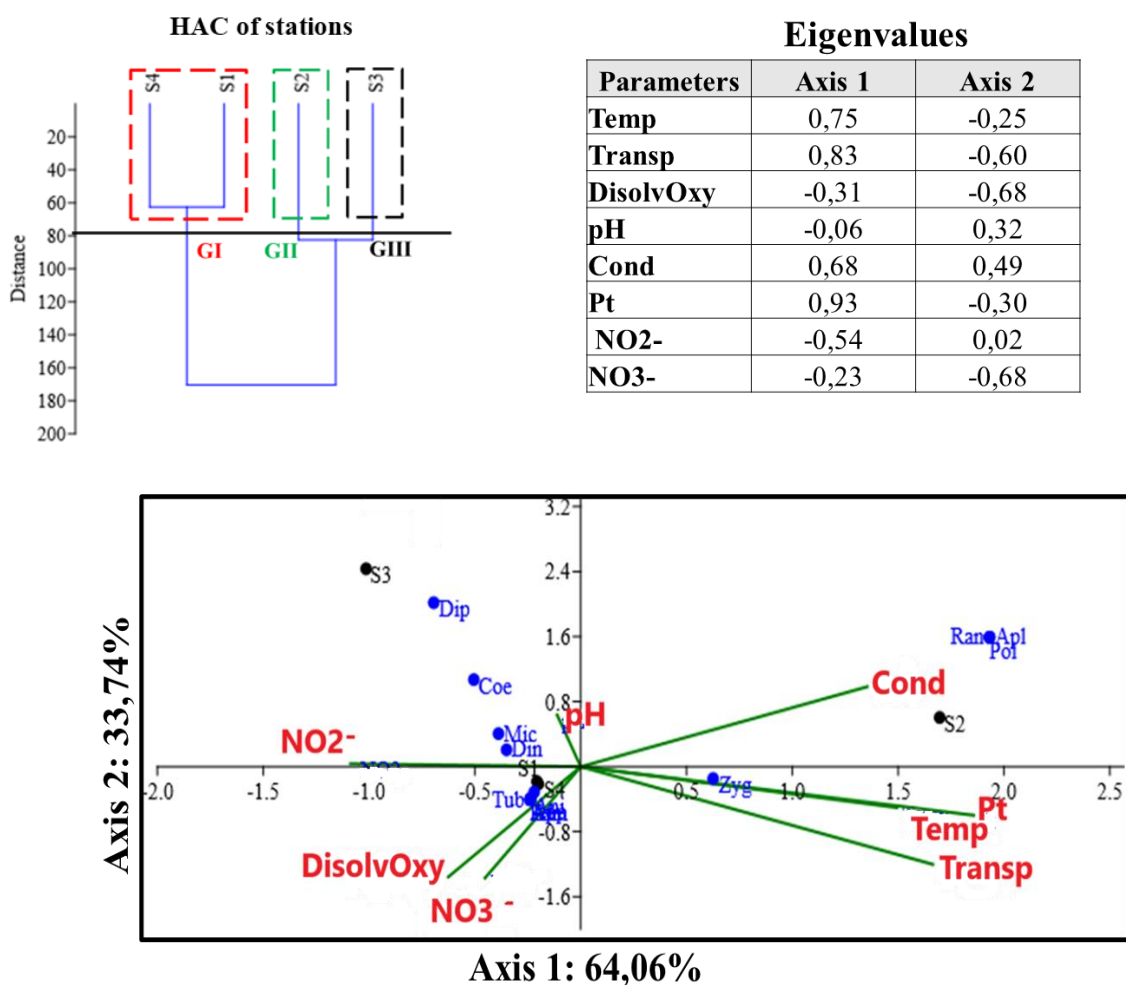 HAC of stations
S4 S1 S2 S3
20
40
60
80
100
120
140
160
180
200
Distance
GI GII GIII
Eigenvalues
Parameters Axis 1 Axis 2
Temp 0,75 -0,25
Transp 0,83 -0,60
DisolvOxy -0,31 -0,68
pH -0,06 0,32
Cond 0,68 0,49
Pt 0,93 -0,30
NO2- -0,54 0,02
NO3- -0,23 -0,68
3.2
S3
2.4
Dip
1.6
Ran Apl
Pol
Coe
Cond
0.8
pH
S2
Mic
NO2-
Din
S1
-2.0 -1.5 -1.0 -0.5 0.5 1.0 1.5 2.0 2.5
Zyg
S4
Tub
Pt
Temp
-0.8
Transp
DisolvOxy
NO3 -
-1.6
Axis 2: 33,74%
Axis 1: 64,06%